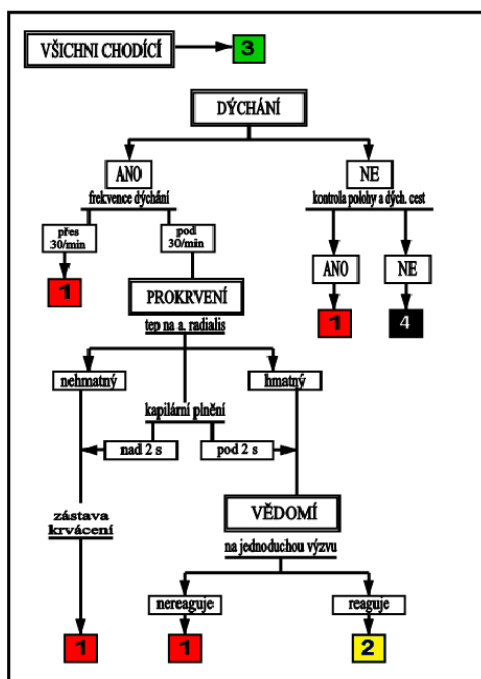 VŠICHNI CHODÍCÍ
3
DÝCHÁNÍ
ANO
NE
frekvence dýchání
kontrola polohy a dých. cest
přes
30/min
pod
30/min
ANO
NE
1
1
4
PROKRVENÍ
tep na a. radialis
nehmatný
hmatný
kapilární plnění
nad 2 s
pod 2 s
zástava
krvácení
VĚDOMÍ
na jednoduchou výzvu
nereaguje
reaguje
1
1
2